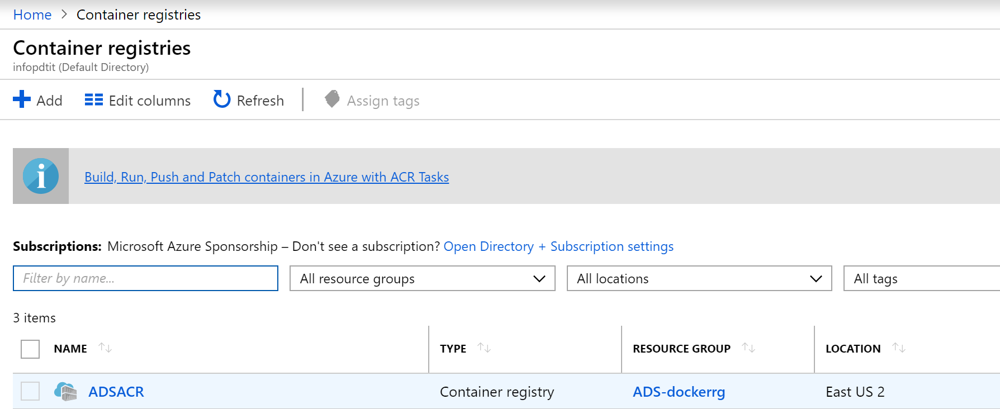 Home > Container registries
Container registries
infopdtit (Default Directory)
Add Edit columns Refresh Assign tags
Build, Run, Push and Patch containers in Azure with ACR Tasks
Subscriptions: Microsoft Azure Sponsorship – Don't see a subscription? Open Directory + Subscription settings
Filter by name... All resource groups All locations All tags
3 items
NAME TYPE RESOURCE GROUP LOCATION
ADSACR Container registry ADS-dockerrg East US 2